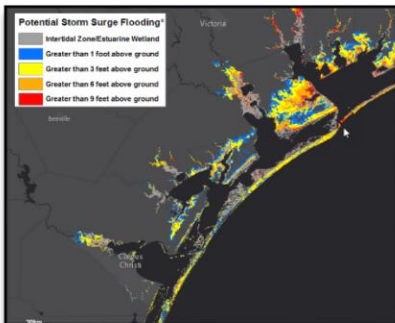 Victoria
Potential Storm Surge Flooding*
Intertidal Zone/Estuarine Wetland
Greater than 1 foot above ground
Greater than 3 feet above ground
Greater than 6 feet above ground
Greater than 9 feet above ground
Christi